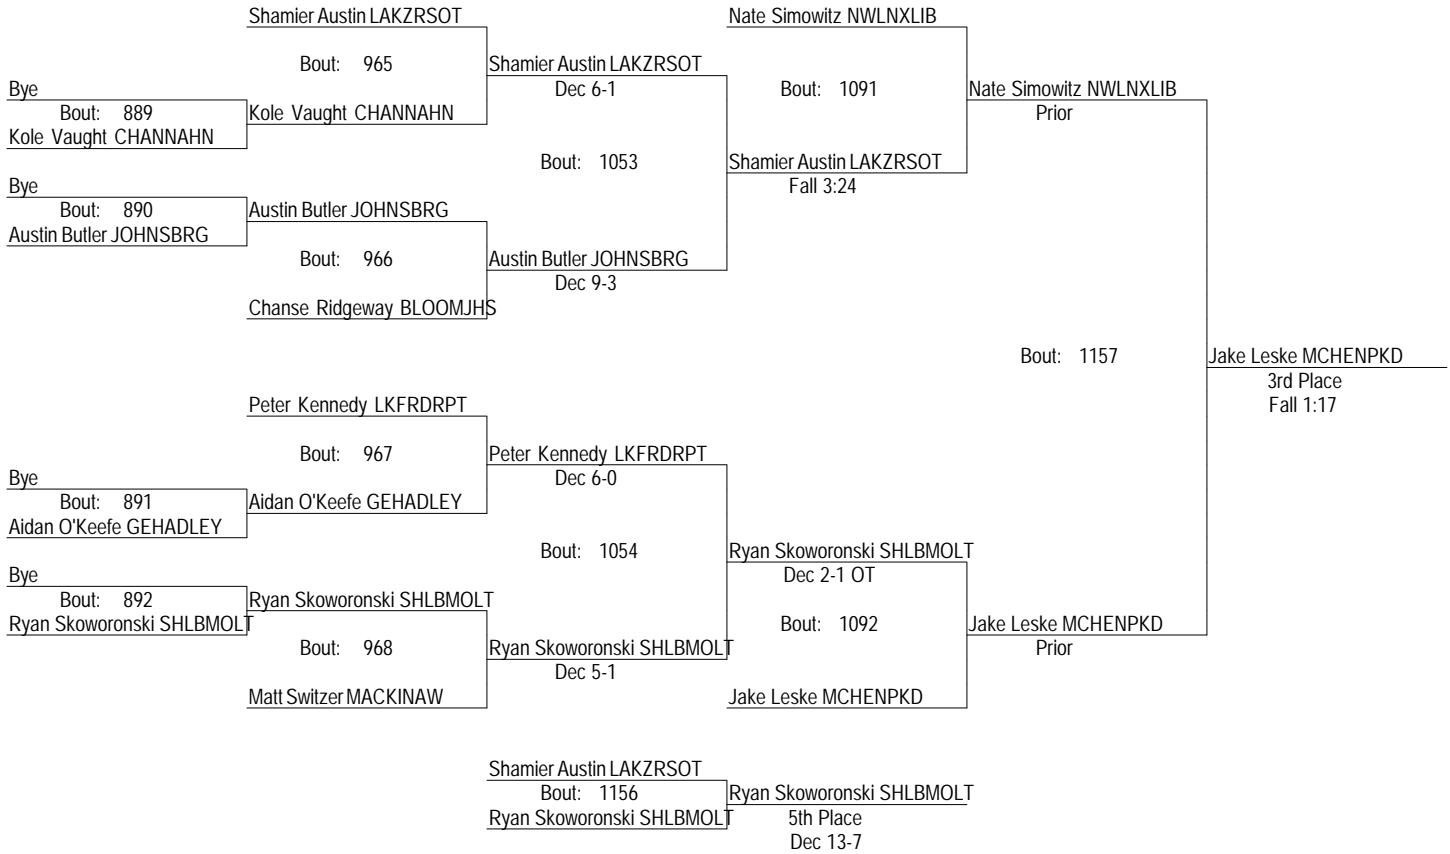 Shamier Austin LAKZRSOT
Nate Simowitz NWLNXLIB
Bout: 965
Shamier Austin LAKZRSOT
Dec 6-1
Bout: 1091
Nate Simowitz NWLNXLIB
Prior
Bye
Bout: 889
Kole Vaught CHANNAHN
Kole Vaught CHANNAHN
Bout: 1053
Shamier Austin LAKZRSOT
Fall 3:24
Bye
Bout: 890
Austin Butler JOHNSBRG
Austin Butler JOHNSBRG
Bout: 966
Austin Butler JOHNSBRG
Dec 9-3
Chanse Ridgeway BLOOMJHS
Bout: 1157
Jake Leske MCHENPKD
3rd Place
Fall 1:17
Peter Kennedy LKFRDRPT
Bout: 967
Peter Kennedy LKFRDRPT
Dec 6-0
Bye
Bout: 891
Aidan O'Keefe GEHADLEY
Aidan O'Keefe GEHADLEY
Bout: 1054
Ryan Skoworonski SHLBMOLT
Dec 2-1 OT
Bye
Bout: 892
Ryan Skoworonski SHLBMOLT
Ryan Skoworonski SHLBMOLT
Bout: 1092
Jake Leske MCHENPKD
Prior
Bout: 968
Ryan Skoworonski SHLBMOLT
Dec 5-1
Matt Switzer MACKINAW
Jake Leske MCHENPKD
Shamier Austin LAKZRSOT
Bout: 1156
Ryan Skoworonski SHLBMOLT
Ryan Skoworonski SHLBMOLT
5th Place
Dec 13-7